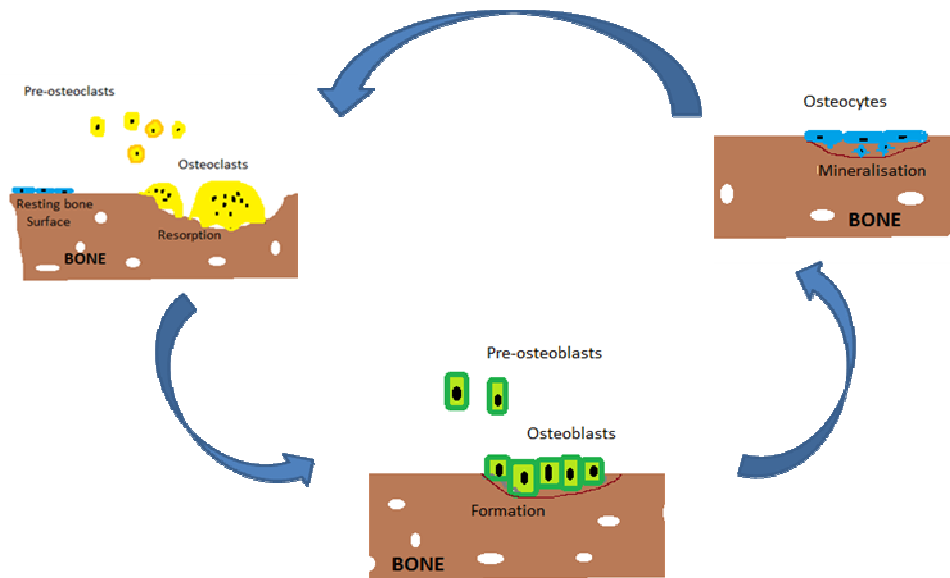 Pre-osteoclasts
Osteoclasts
Resting bone
Surface
Resorption
BONE
Osteocytes
Mineralisation
BONE
Pre-osteoblasts
Osteoblasts
Formation
BONE